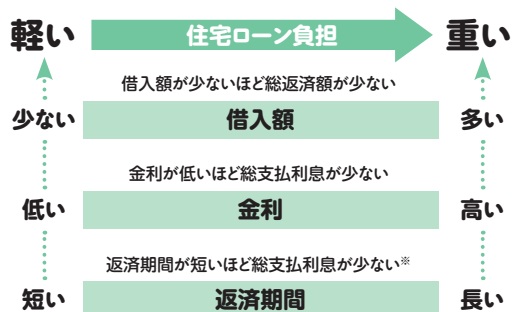 軽い 住宅ローン負担 重い
借入額が少ないほど総返済額が少ない
少ない 借入額 多い
金利が低いほど総支払利息が少ない
低い 金利 高い
返済期間が短いほど総支払利息が少ない※
短い 返済期間 長い